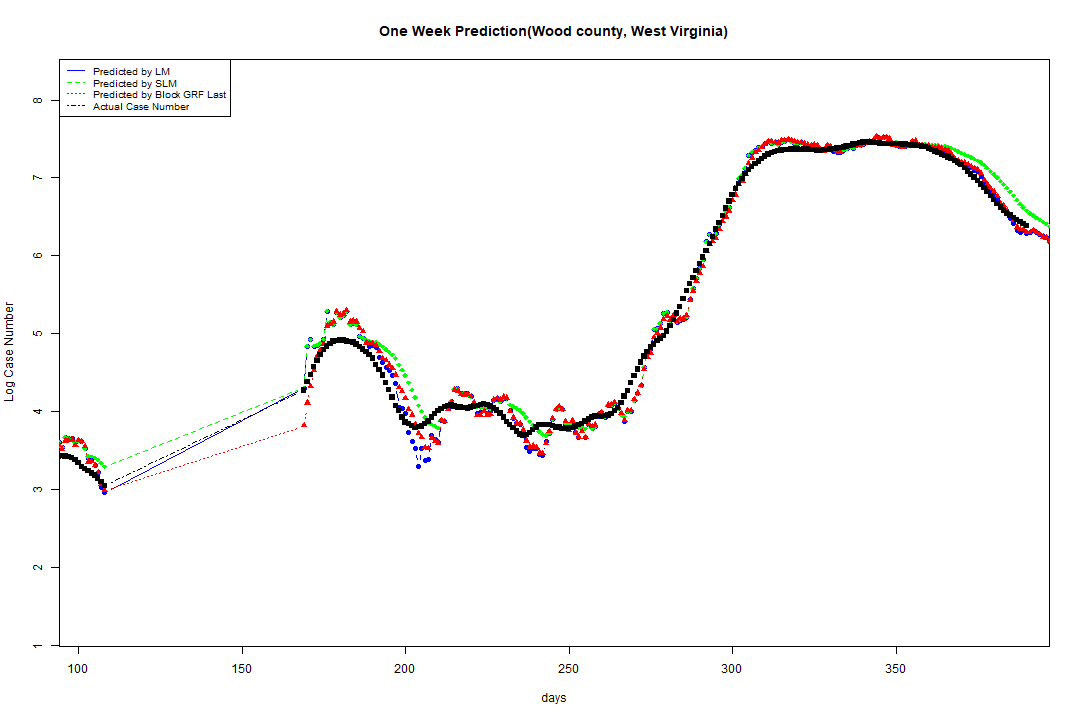 One Week Prediction(Wood county, West Virginia)
Predicted by LM
Predicted by SLM
Predicted by Block GRF Last
Actual Case Number
Log Case Number
8
7
6
5
4
3
2
1
100 150 200 250 300 350
days